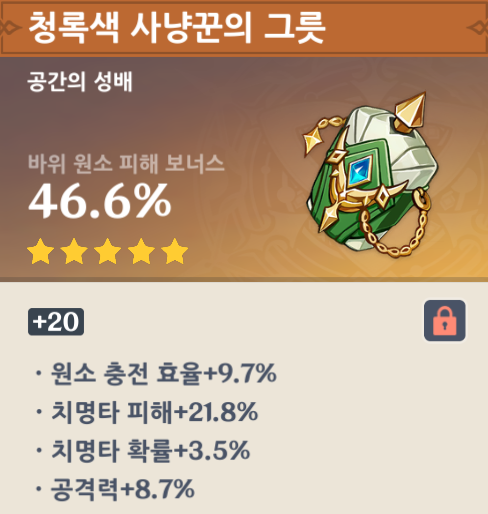 청록색 사냥꾼의 그릇
공간의 성배
바위 원소 피해 보너스
46.6%
+20
· 원소 충전 효율+9.7%
· 치명타 피해+21.8%
· 치명타 확률+3.5%
· 공격력+8.7%